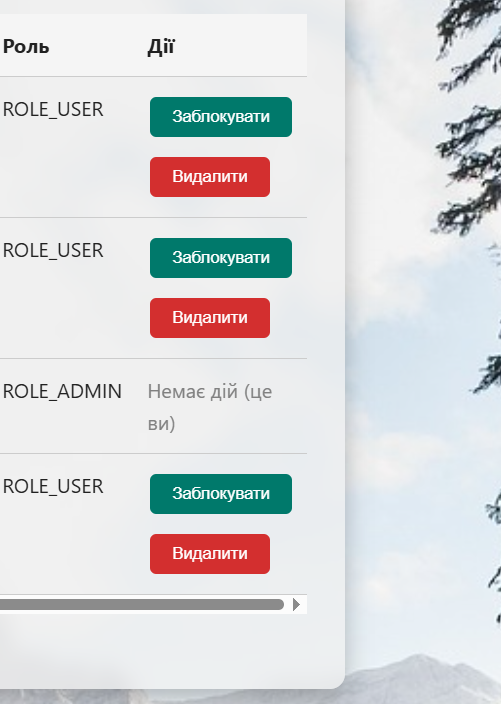 Роль Дії
ROLE_USER Заблокувати
Видалити
ROLE_USER Заблокувати
Видалити
ROLE_ADMIN Немає дій (це
ви)
ROLE_USER Заблокувати
Видалити